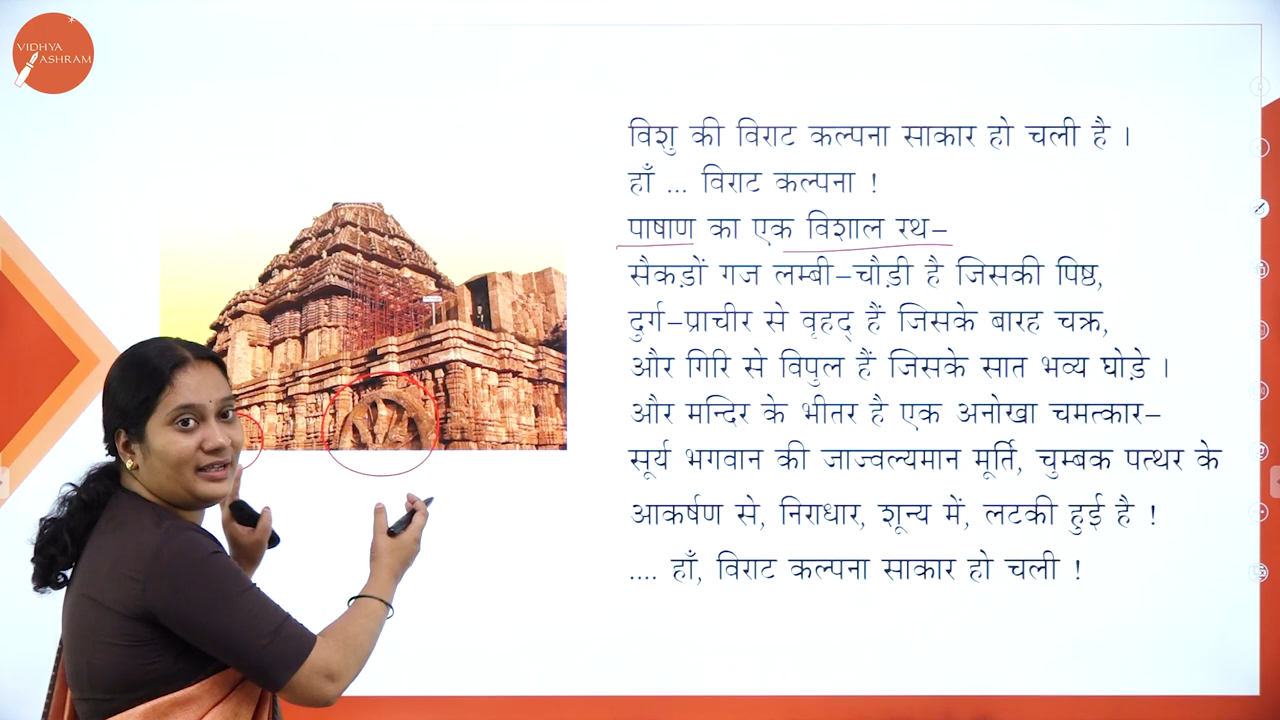 VIDHYA
ASHRAM
विशु की विराट कल्पना साकार हो चली है ।
हाँ ... विराट कल्पना !
पाषाण का एक विशाल रथ–
सैकड़ों गज लम्बी–चौड़ी है जिसकी पिष्ठ,
दुर्ग–प्राचीर से वृहद् हैं जिसके बारह चक्र,
और गिरि से विपुल हैं जिसके सात भव्य घोड़े ।
और मन्दिर के भीतर है एक अनोखा चमत्कार–
सूर्य भगवान की जाज्वल्यमान मूर्ति, चुम्बक पत्थर के
आकर्षण से, निराधार, शून्य में, लटकी हुई है !
.... हाँ, विराट कल्पना साकार हो चली !